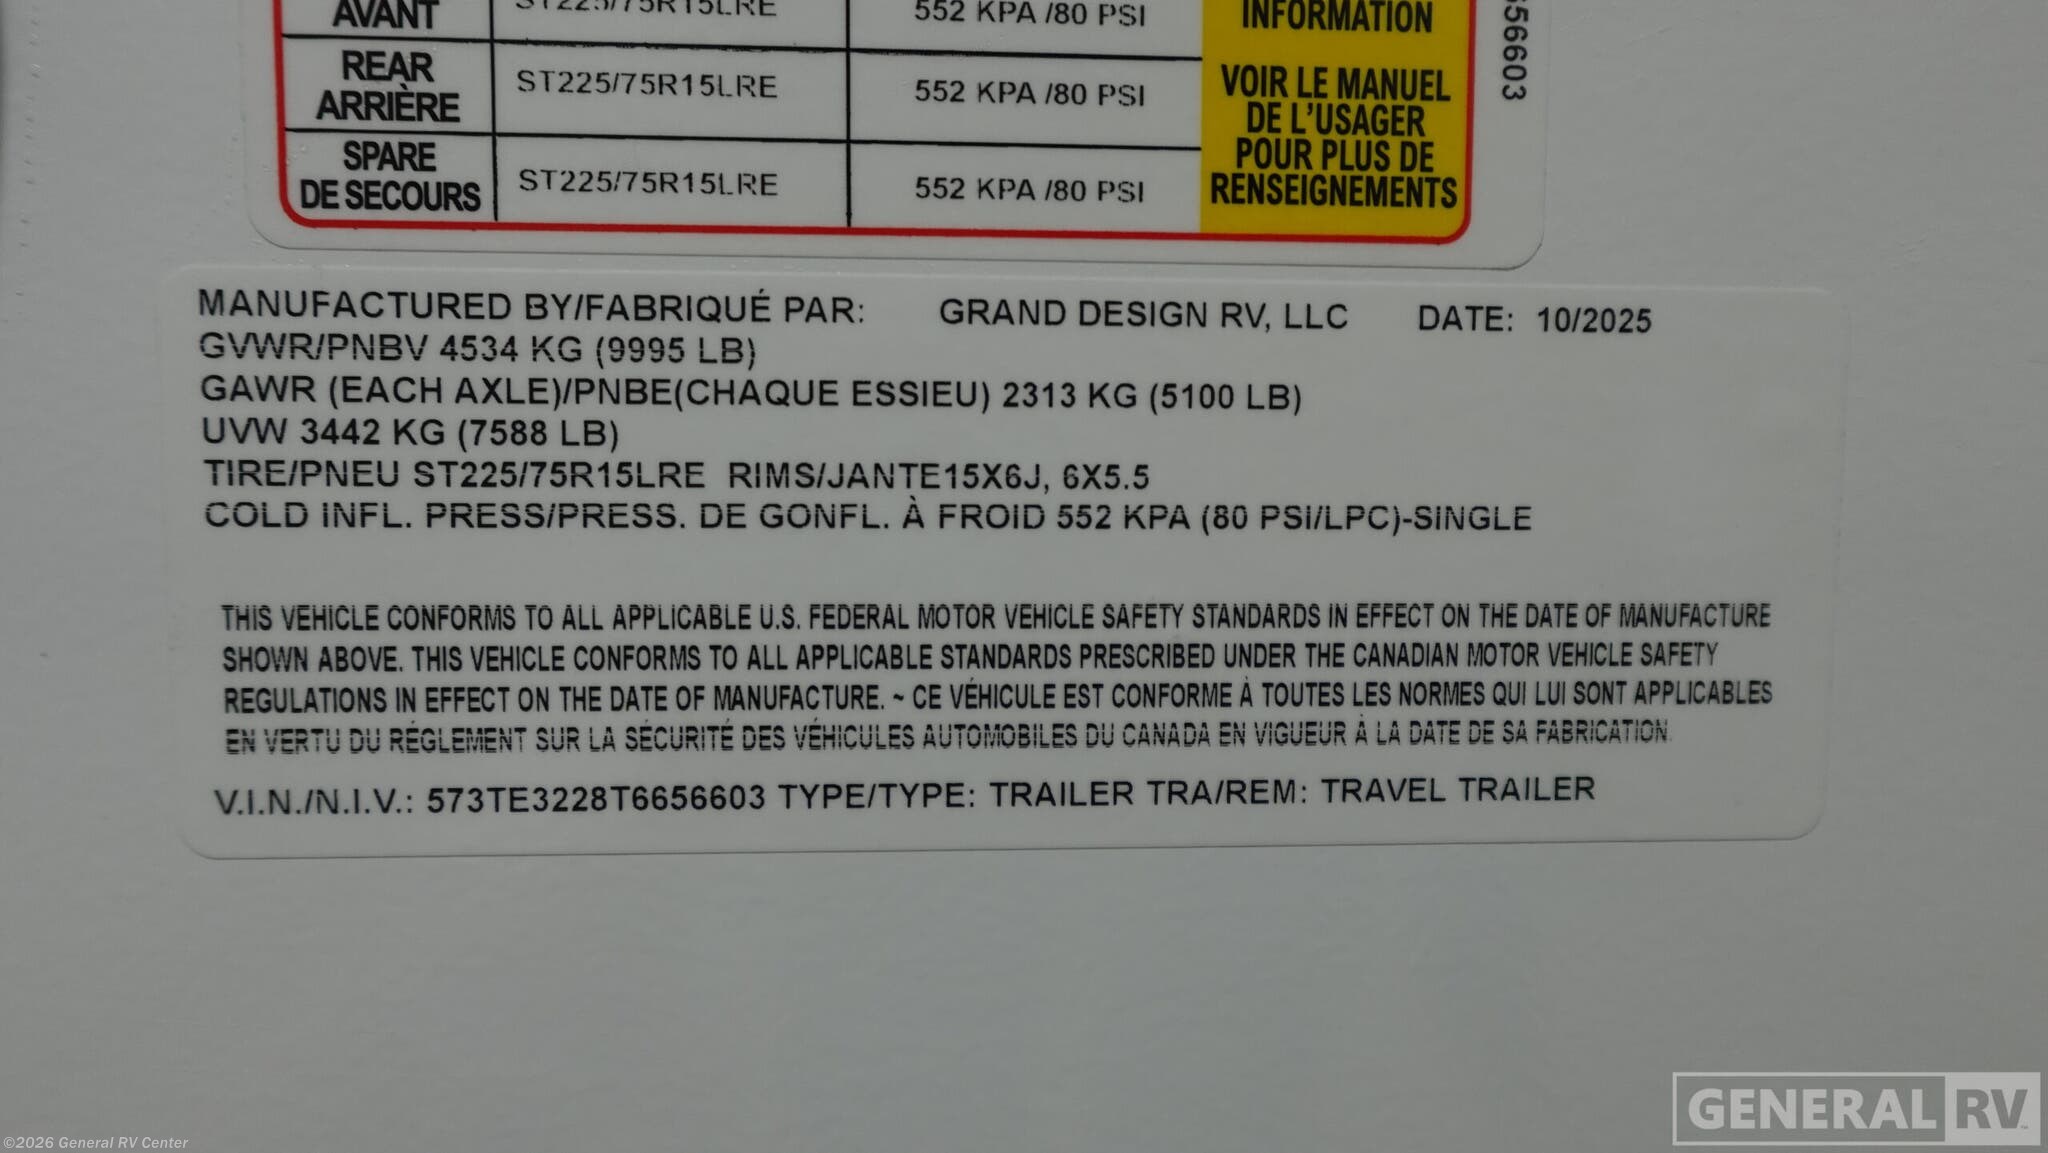 AVANT ST225/75R15LRE 552 KPA /80 PSI INFORMATION
REAR ARRIÈRE ST225/75R15LRE 552 KPA /80 PSI
SPARE DE SECOURS ST225/75R15LRE 552 KPA /80 PSI
VOIR LE MANUEL
DE L'USAGER
POUR PLUS DE
RENSEIGNEMENTS
656603
MANUFACTURED BY/FABRIQUÉ PAR: GRAND DESIGN RV, LLC DATE: 10/2025
GVWR/PNBV 4534 KG (9995 LB)
GAWR (EACH AXLE)/PNBE(CHAQUE ESSIEU) 2313 KG (5100 LB)
UVW 3442 KG (7588 LB)
TIRE/PNEU ST225/75R15LRE RIMS/JANTE15X6J, 6X5.5
COLD INFL. PRESS/PRESS. DE GONFL. À FROID 552 KPA (80 PSI/LPC)-SINGLE
THIS VEHICLE CONFORMS TO ALL APPLICABLE U.S. FEDERAL MOTOR VEHICLE SAFETY STANDARDS IN EFFECT ON THE DATE OF MANUFACTURE
SHOWN ABOVE. THIS VEHICLE CONFORMS TO ALL APPLICABLE STANDARDS PRESCRIBED UNDER THE CANADIAN MOTOR VEHICLE SAFETY
REGULATIONS IN EFFECT ON THE DATE OF MANUFACTURE. ~ CE VÉHICULE EST CONFORME À TOUTES LES NORMES QUI LUI SONT APPLICABLES
EN VERTU DU RÉGLEMENT SUR LA SÉCURITÉ DES VÉHICULES AUTOMOBILES DU CANADA EN VIGUEUR À LA DATE DE SA FABRICATION.
V.I.N./N.I.V.: 573TE3228T6656603 TYPE/TYPE: TRAILER TRA/REM: TRAVEL TRAILER
GENERAL RV
©2026 General RV Center